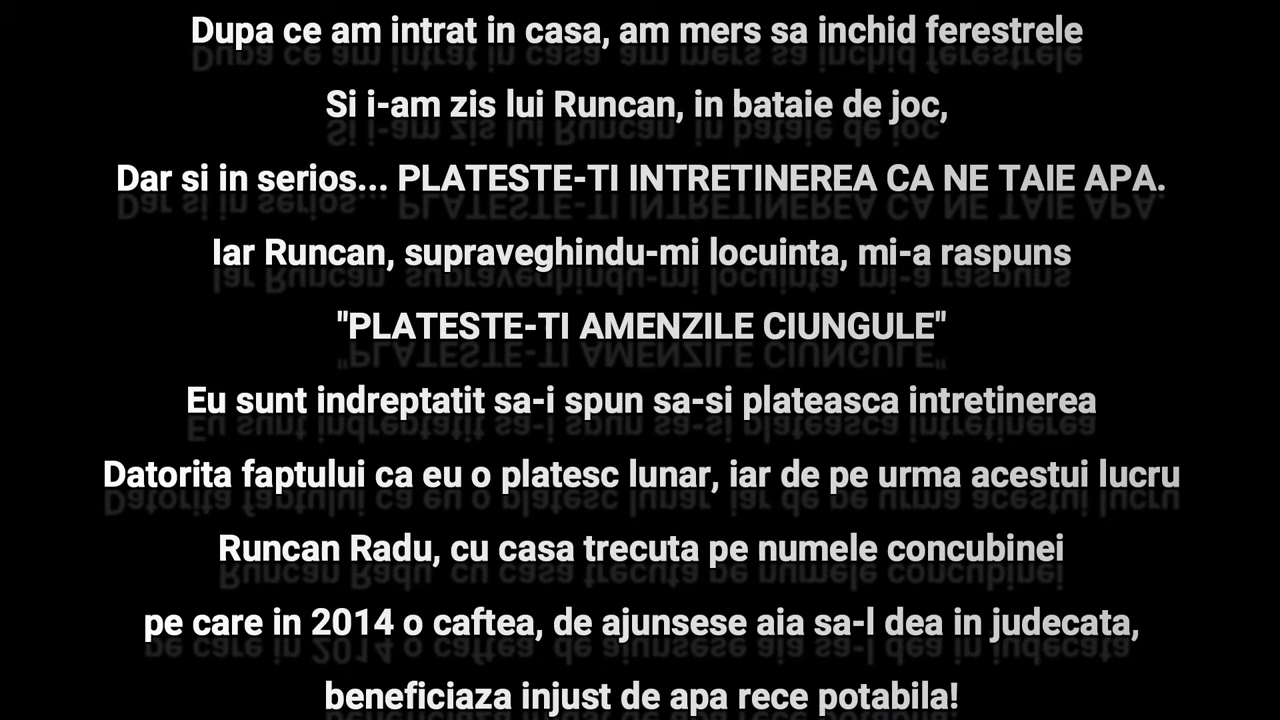 Dupa ce am intrat in casa, am mers sa inchid ferestrele
Si i-am zis lui Runcan, in bataie de joc,
Dar si in serios... PLATESTE-TI INTRETINEREA CA NE TAIE APA.
Iar Runcan, supraveghindu-mi locuinta, mi-a raspuns
"PLATESTE-TI AMENZILE CIUNGULE"
Eu sunt indreptatit sa-i spun sa-si plateasca intretinerea
Datorita faptului ca eu o platesc lunar, iar de pe urma acestui lucru
Runcan Radu, cu casa trecuta pe numele concubinei
pe care in 2014 o caftea, de ajunsese aia sa-l dea in judecata,
beneficiaza injust de apa rece potabila!